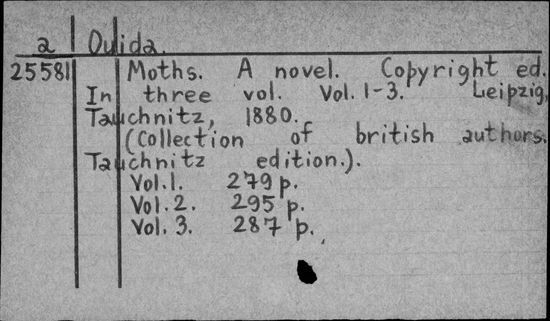 a Ouida.
25581 Moths. A novel. Copyright ed.
In three vol. Vol. 1-3. Leipzig,
Tauchnitz, 1880.
(Collection of british authors.
Tauchnitz edition.).
Vol. 1. 279 p.
Vol. 2. 295 p.
Vol. 3. 287 p.